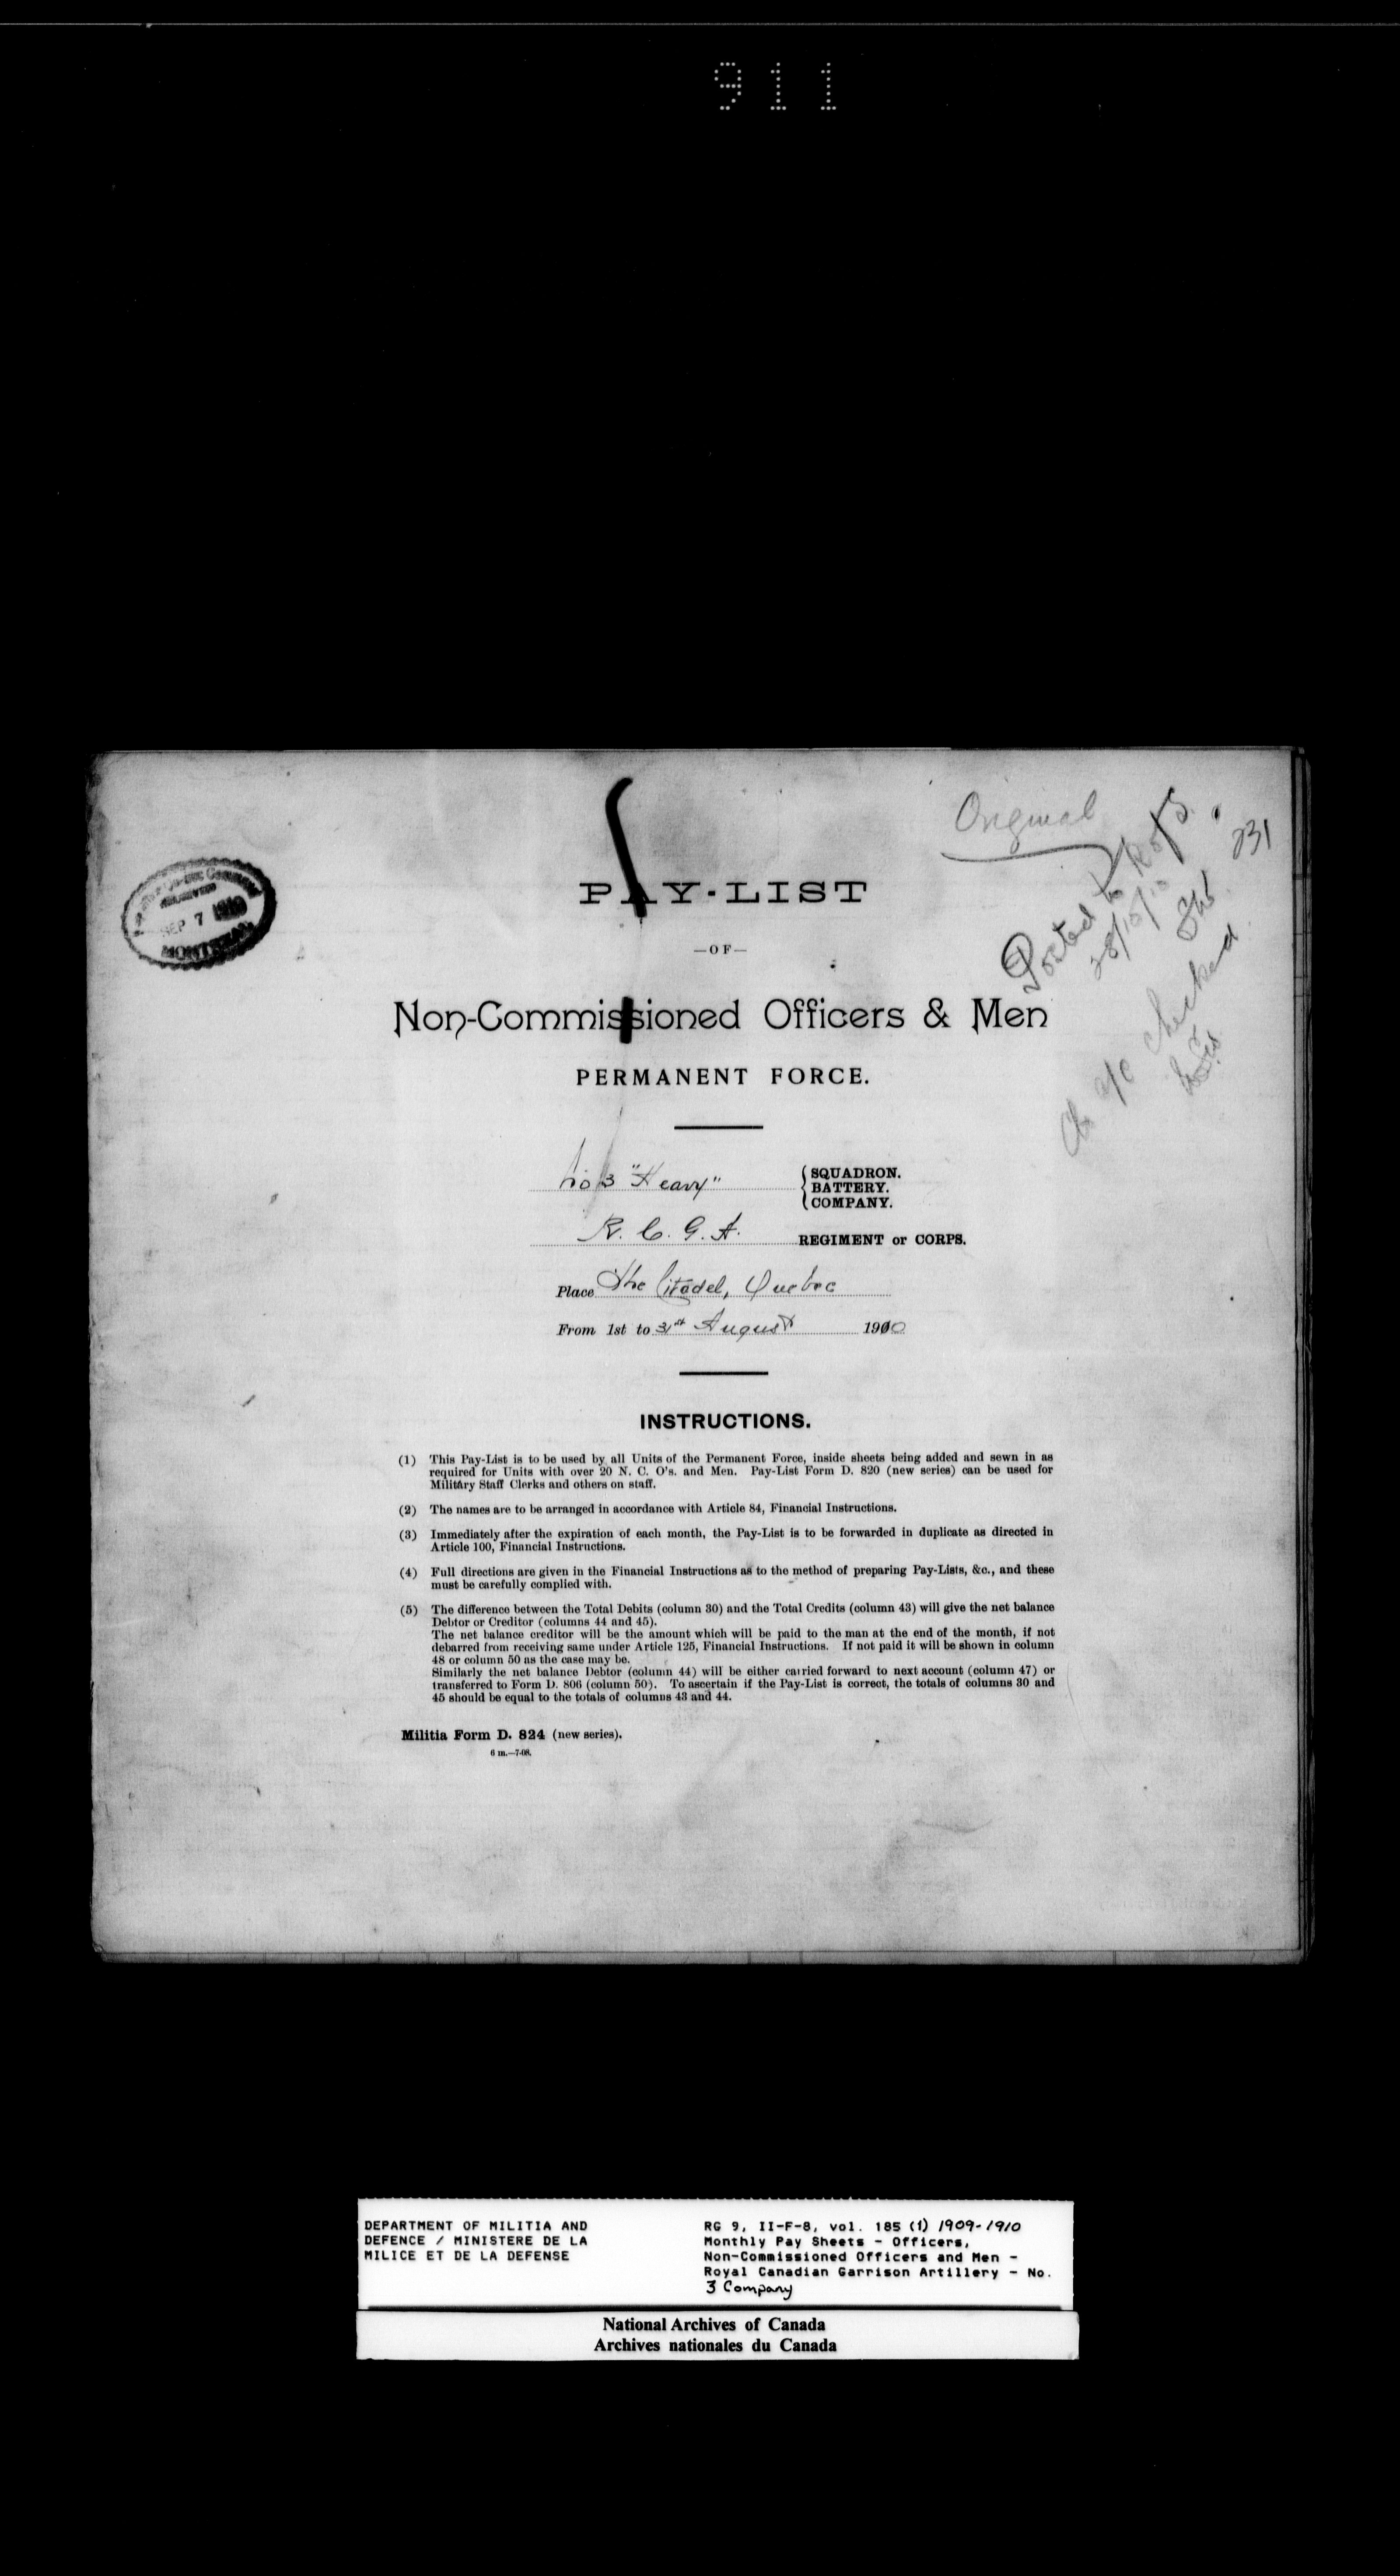 911
Original
Posted to
28/10/10
231
a/c checked
SEP 7 1910
MONTREAL
PAY-LIST
—OF—
Non-Commissioned Officers & Men
PERMANENT FORCE.
No 3 "Heavy" { SQUADRON.
BATTERY.
COMPANY.
R. C. G. A. REGIMENT or CORPS.
Place The Citadel, Quebec
From 1st to 31st August 1910
INSTRUCTIONS.
(1) This Pay-List is to be used by all Units of the Permanent Force, inside sheets being added and sewn in as
required for Units with over 20 N. C. O's. and Men. Pay-List Form D. 820 (new series) can be used for
Military Staff Clerks and others on staff.
(2) The names are to be arranged in accordance with Article 84, Financial Instructions.
(3) Immediately after the expiration of each month, the Pay-List is to be forwarded in duplicate as directed in
Article 100, Financial Instructions.
(4) Full directions are given in the Financial Instructions as to the method of preparing Pay-Lists, &c., and these
must be carefully complied with.
(5) The difference between the Total Debits (column 30) and the Total Credits (column 43) will give the net balance
Debtor or Creditor (columns 44 and 45).
The net balance creditor will be the amount which will be paid to the man at the end of the month, if not
debarred from receiving same under Article 125, Financial Instructions. If not paid it will be shown in column
48 or column 50 as the case may be.
Similarly the net balance Debtor (column 44) will be either carried forward to next account (column 47) or
transferred to Form D. 806 (column 50). To ascertain if the Pay-List is correct, the totals of columns 30 and
45 should be equal to the totals of columns 43 and 44.
Militia Form D. 824 (new series).
6 m.—7-08.
DEPARTMENT OF MILITIA AND
DEFENCE / MINISTERE DE LA
MILICE ET DE LA DEFENSE
RG 9, II-F-8, vol. 185 (1) 1909-1910
Monthly Pay Sheets - Officers,
Non-Commissioned Officers and Men -
Royal Canadian Garrison Artillery - No.
3 Company
National Archives of Canada
Archives nationales du Canada